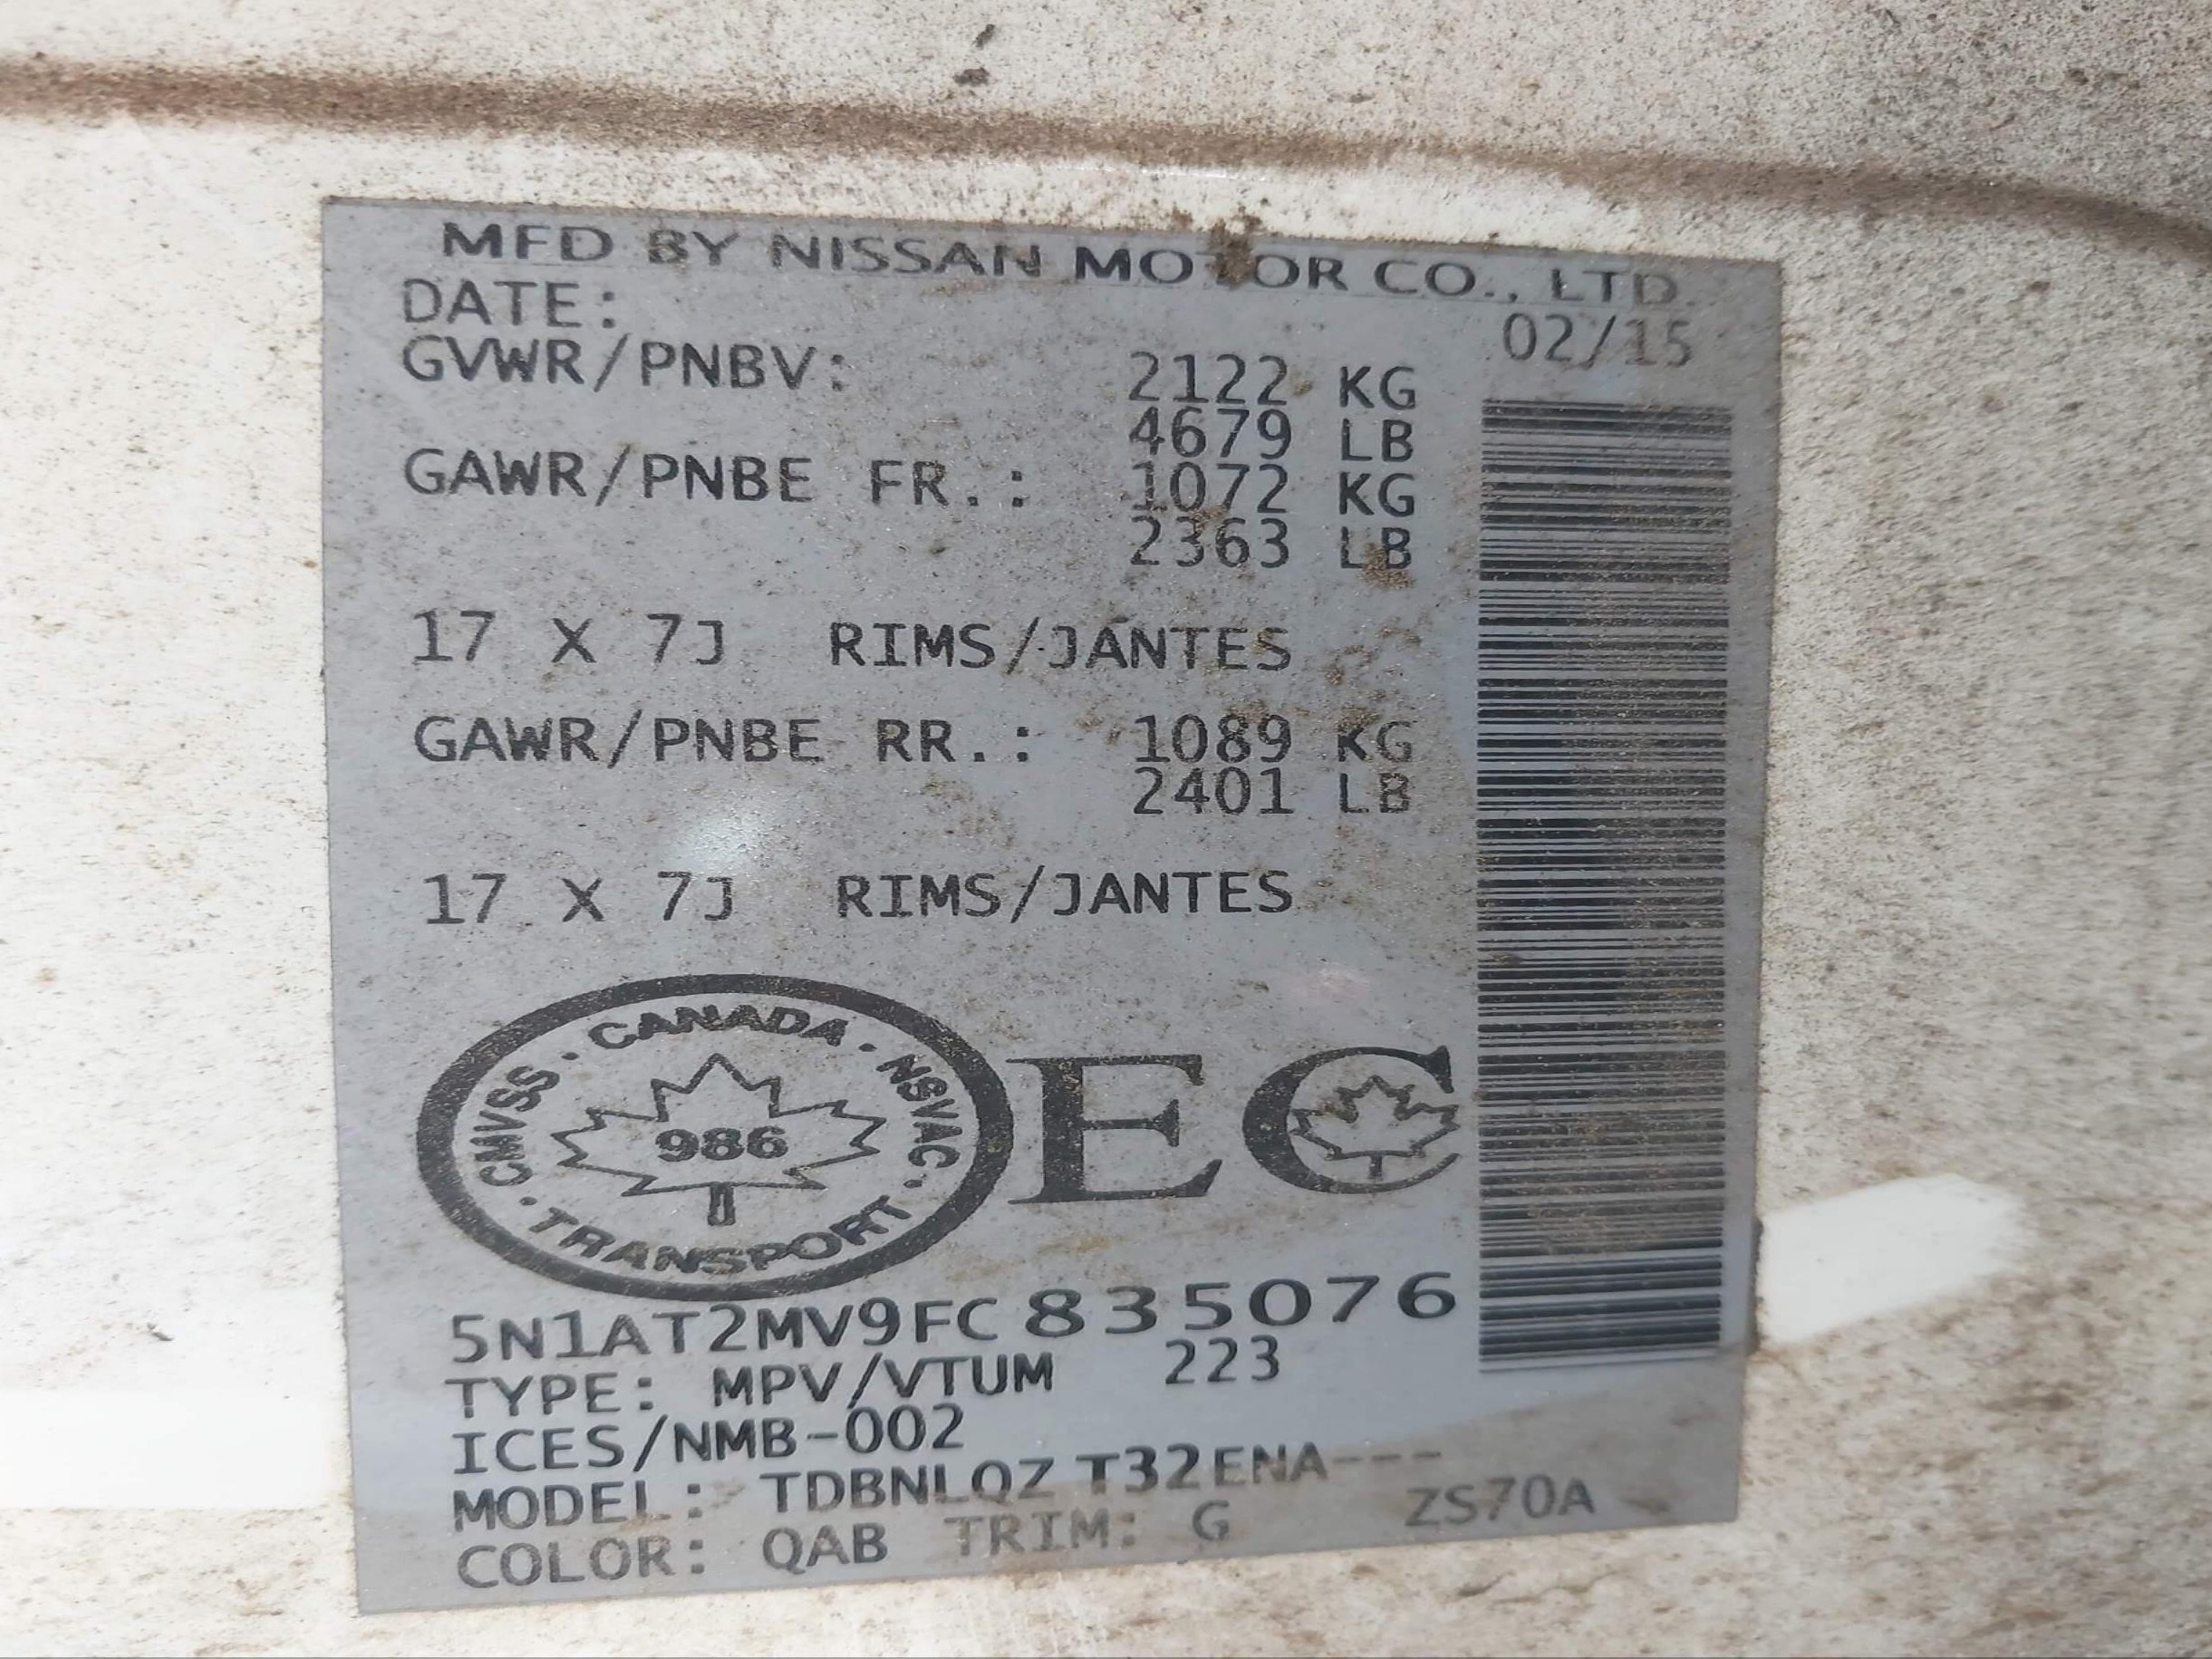 MFD BY NISSAN MOTOR CO., LTD.
DATE: 02/15
GVWR/PNBV: 2122 KG
4679 LB
GAWR/PNBE FR.: 1072 KG
2363 LB
17 X 7J RIMS/JANTES
GAWR/PNBE RR.: 1089 KG
2401 LB
17 X 7J RIMS/JANTES
CANADA · NSVAC · TRANSPORT · CMVSS ·
986
EC
5N1AT2MV9FC835076
TYPE: MPV/VTUM 223
ICES/NMB-002
MODEL: TDBNLQZ T32ENA---
COLOR: QAB TRIM: G ZS70A